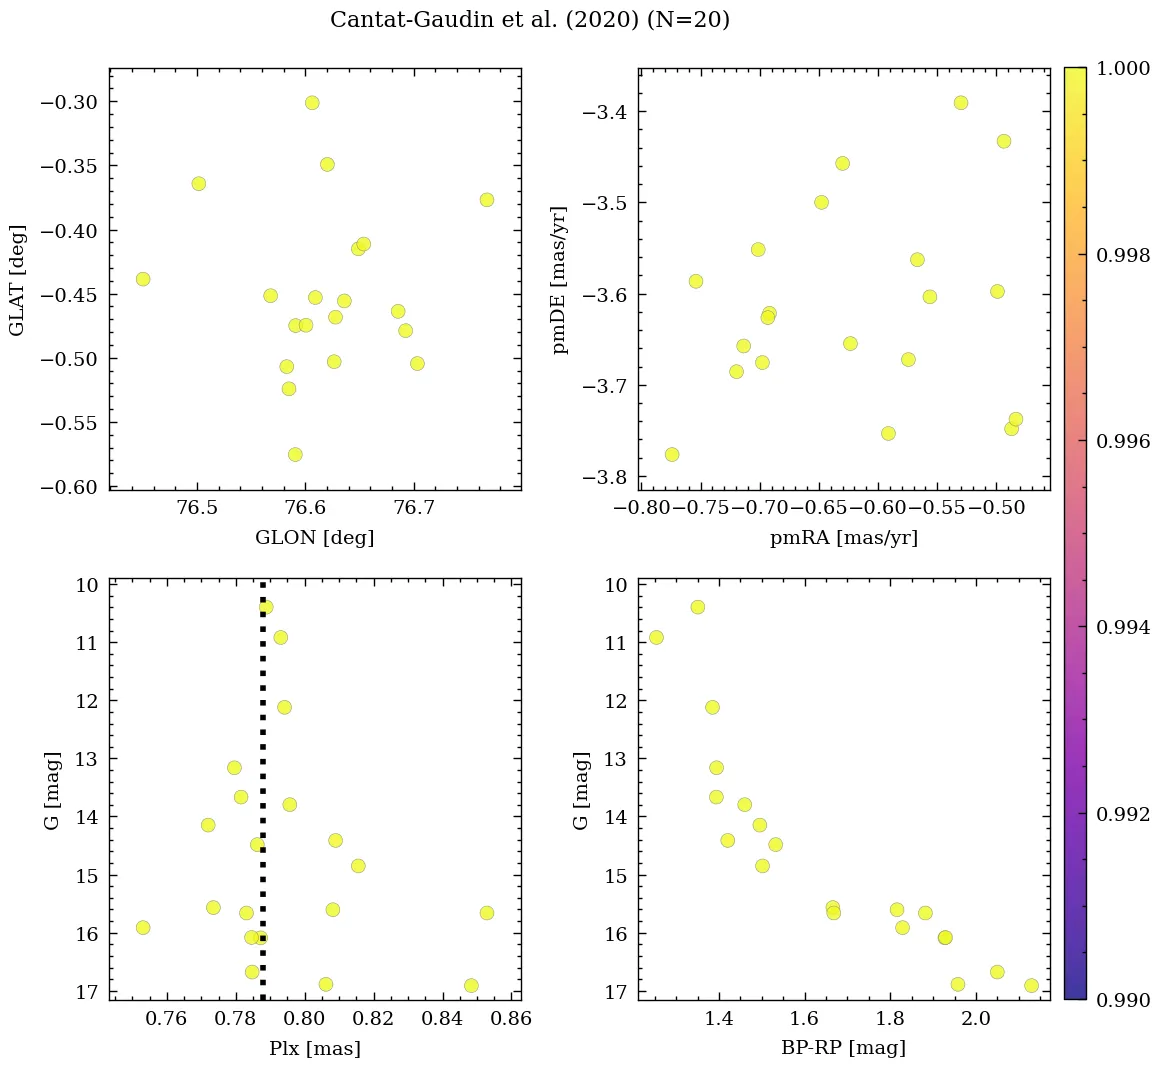 Cantat-Gaudin et al. (2020) (N=20)
−0.30
−0.35
−0.40
−0.45
−0.50
−0.55
−0.60
GLAT [deg]
76.5 76.6 76.7
GLON [deg]
−3.4
−3.5
−3.6
−3.7
−3.8
pmDE [mas/yr]
−0.80 −0.75 −0.70 −0.65 −0.60 −0.55 −0.50
pmRA [mas/yr]
10
11
12
13
14
15
16
17
G [mag]
0.76 0.78 0.80 0.82 0.84 0.86
Plx [mas]
10
11
12
13
14
15
16
17
G [mag]
1.4 1.6 1.8 2.0
BP-RP [mag]
1.000
0.998
0.996
0.994
0.992
0.990